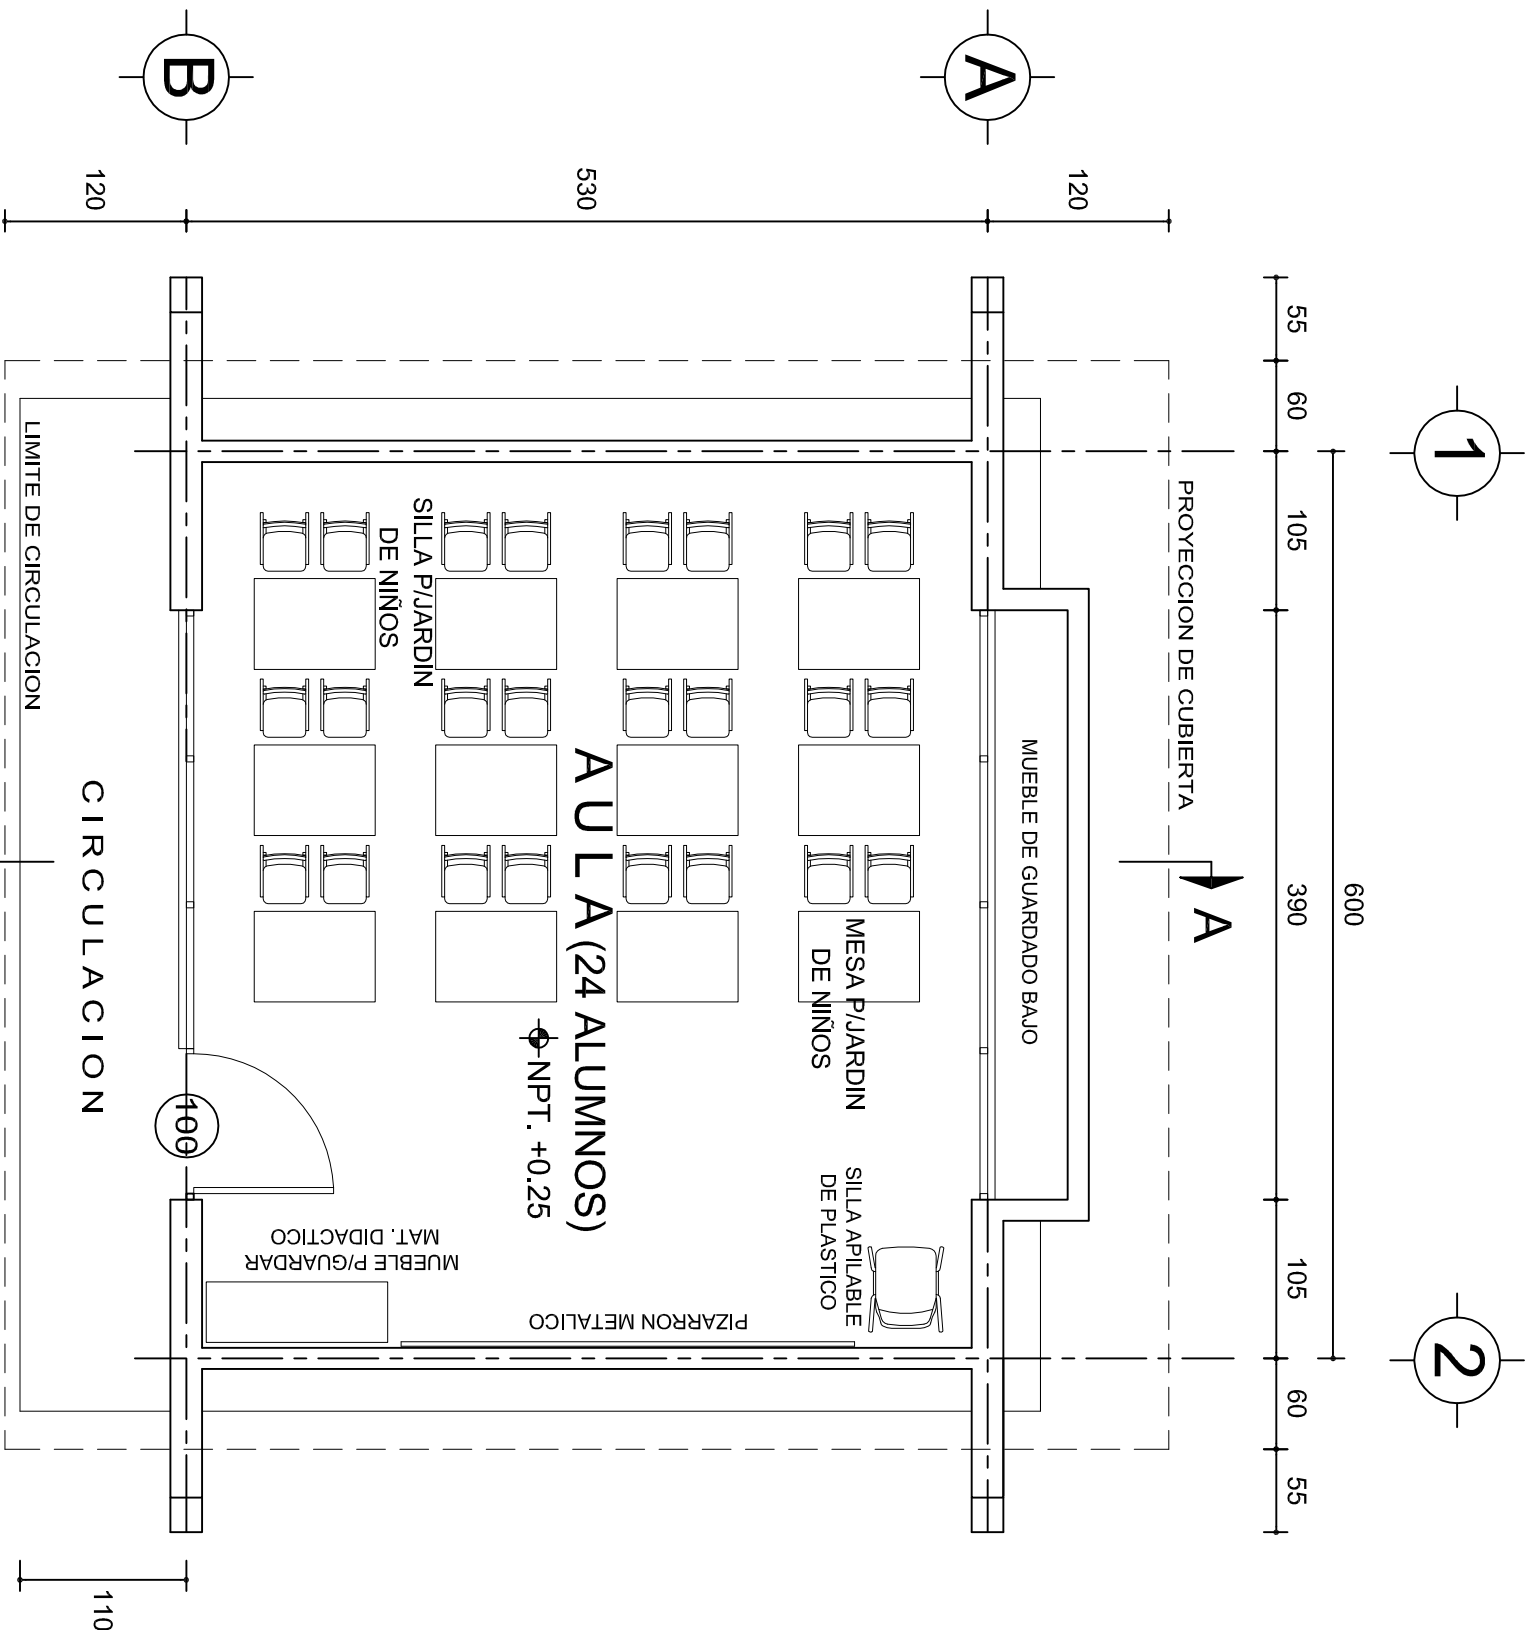 1
2
600
55
60
105
390
105
60
55
A
PROYECCION DE CUBIERTA
120
A
MUEBLE DE GUARDADO BAJO
MESA P/JARDIN
DE NIÑOS
SILLA APILABLE
DE PLASTICO
530
A U L A (24 ALUMNOS)
NPT. +0.25
PIZARRON METALICO
SILLA P/JARDIN
DE NIÑOS
MUEBLE P/GUARDAR
MAT. DIDACTICO
B
100
120
C I R C U L A C I O N
LIMITE DE CIRCULACION
110